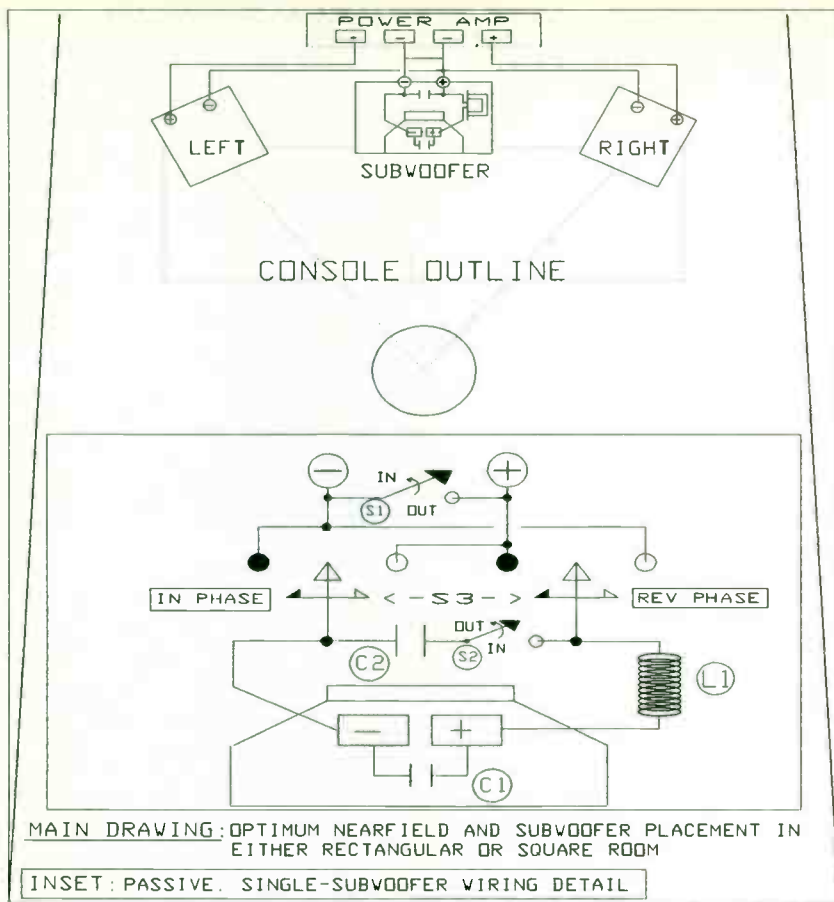 POWER AMP
+ − − +
− +
+ − − +
LEFT RIGHT
− +
SUBWOOFER
CONSOLE OUTLINE
− +
IN
S1 OUT
IN PHASE < - S3 - > REV PHASE
OUT
IN
C2 S2
L1
− +
C1
MAIN DRAWING: OPTIMUM NEARFIELD AND SUBWOOFER PLACEMENT IN
EITHER RECTANGULAR OR SQUARE ROOM
INSET: PASSIVE. SINGLE-SUBWOOFER WIRING DETAIL